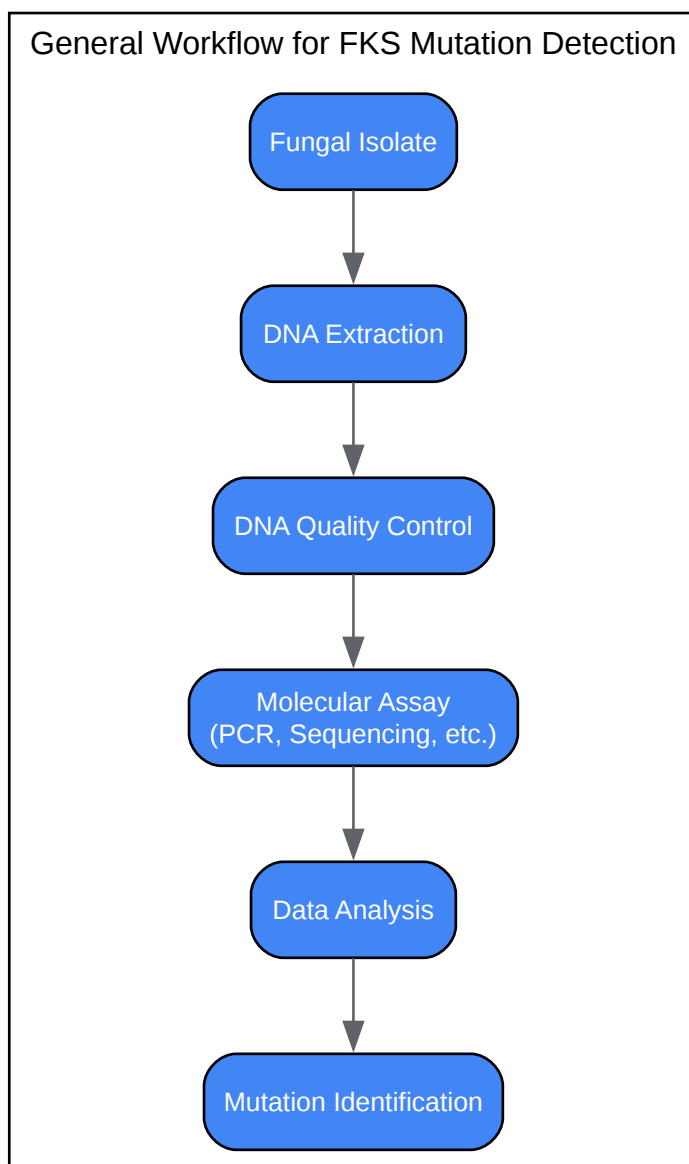 General Workflow for FKS Mutation Detection
Fungal Isolate
DNA Extraction
DNA Quality Control
Molecular Assay
(PCR, Sequencing, etc.)
Data Analysis
Mutation Identification